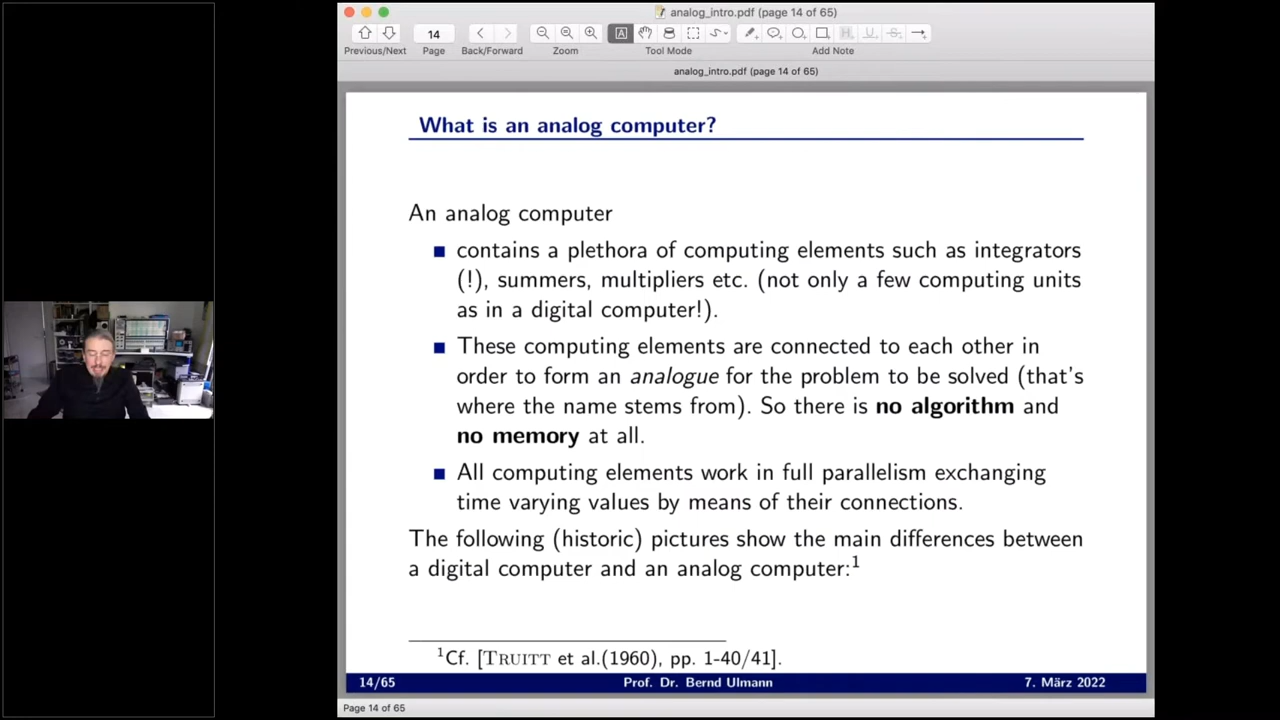 analog_intro.pdf (page 14 of 65)
14
A
H U S
Previous/Next Page Back/Forward Zoom Tool Mode Add Note
analog_intro.pdf (page 14 of 65)
What is an analog computer?
An analog computer
■ contains a plethora of computing elements such as integrators
(!), summers, multipliers etc. (not only a few computing units
as in a digital computer!).
■ These computing elements are connected to each other in
order to form an analogue for the problem to be solved (that's
where the name stems from). So there is no algorithm and
no memory at all.
■ All computing elements work in full parallelism exchanging
time varying values by means of their connections.
The following (historic) pictures show the main differences between
a digital computer and an analog computer:¹
¹Cf. [TRUITT et al.(1960), pp. 1-40/41].
14/65 Prof. Dr. Bernd Ulmann 7. März 2022
Page 14 of 65